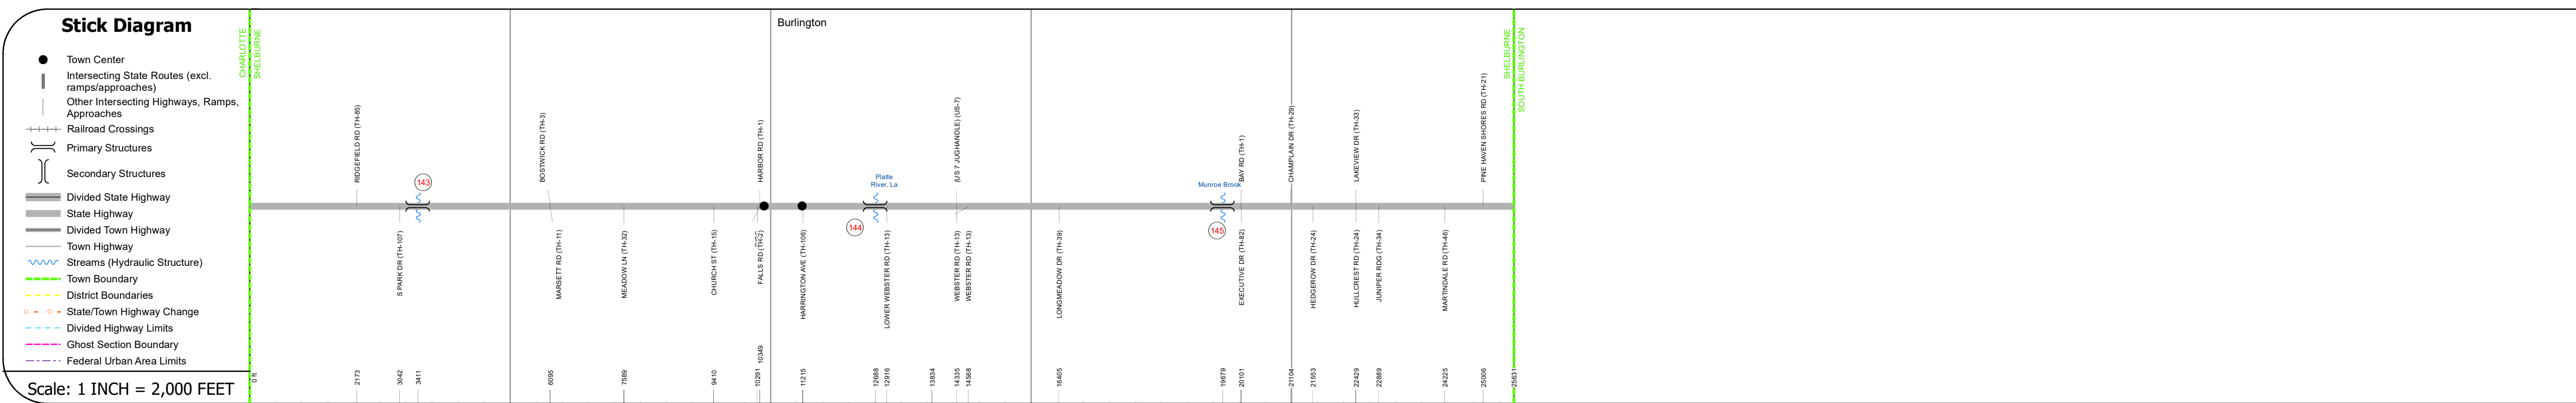 Stick Diagram
Town Center
Intersecting State Routes (excl.
ramps/approaches)
Other Intersecting Highways, Ramps,
Approaches
Railroad Crossings
Primary Structures
Secondary Structures
Divided State Highway
State Highway
Divided Town Highway
Town Highway
Streams (Hydraulic Structure)
Town Boundary
District Boundaries
State/Town Highway Change
Divided Highway Limits
Ghost Section Boundary
Federal Urban Area Limits
Scale: 1 INCH = 2,000 FEET
CHARLOTTE
SHELBURNE
Burlington
SHELBURNE
SOUTH BURLINGTON
RIDGEFIELD RD (TH-85)
143
BOSTWICK RD (TH-3)
HARBOR RD (TH-1)
Platte
River, La
(US 7 JUGHANDLE) (US-7)
Munroe Brook
BAY RD (TH-1)
CHAMPLAIN DR (TH-29)
LAKEVIEW DR (TH-33)
PINE HAVEN SHORES RD (TH-21)
S PARK DR (TH-107)
MARSETT RD (TH-11)
MEADOW LN (TH-32)
CHURCH ST (TH-15)
FALLS RD (TH-2)
HARRINGTON AVE (TH-106)
144
LOWER WEBSTER RD (TH-13)
WEBSTER RD (TH-13)
WEBSTER RD (TH-13)
LONGMEADOW DR (TH-39)
145
EXECUTIVE DR (TH-82)
HEDGEROW DR (TH-24)
HULLCREST RD (TH-24)
JUNIPER RDG (TH-34)
MARTINDALE RD (TH-46)
0 ft
2173
3042
3411
6095
7589
9410
10291
10349
11215
12688
12916
13834
14335
14568
16405
19679
20101
21104
21553
22429
22889
24225
25006
25631